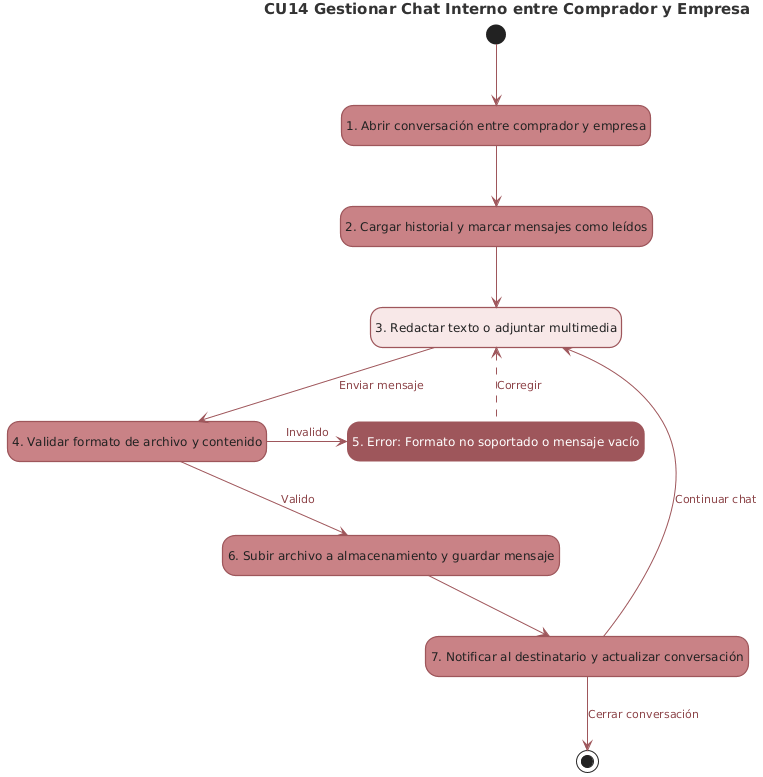 CU14 Gestionar Chat Interno entre Comprador y Empresa
1. Abrir conversación entre comprador y empresa
2. Cargar historial y marcar mensajes como leídos
3. Redactar texto o adjuntar multimedia
Enviar mensaje
Corregir
4. Validar formato de archivo y contenido
Invalido
5. Error: Formato no soportado o mensaje vacío
Valido
Continuar chat
6. Subir archivo a almacenamiento y guardar mensaje
7. Notificar al destinatario y actualizar conversación
Cerrar conversación